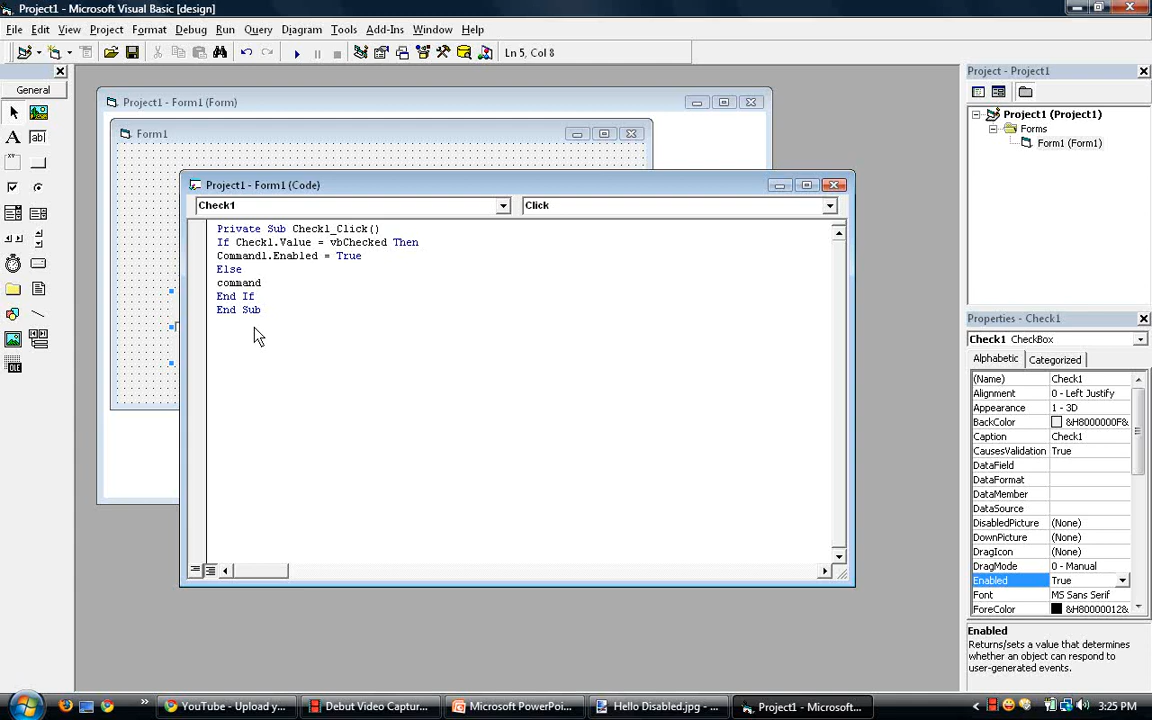 Project1 - Microsoft Visual Basic [design]
File Edit View Project Format Debug Run Query Diagram Tools Add-Ins Window Help
Ln 5, Col 8
General
A
ab|
OLE
Project1 - Form1 (Form)
Form1
Project1 - Form1 (Code)
Check1
Click
Private Sub Check1_Click()
If Check1.Value = vbChecked Then
Command1.Enabled = True
Else
command
End If
End Sub
Project - Project1
Project1 (Project1)
Forms
Form1 (Form1)
Properties - Check1
Check1 CheckBox
Alphabetic Categorized
(Name) Check1
Alignment 0 - Left Justify
Appearance 1 - 3D
BackColor &H8000000F&
Caption Check1
CausesValidation True
DataField
DataFormat
DataMember
DataSource
DisabledPicture (None)
DownPicture (None)
DragIcon (None)
DragMode 0 - Manual
Enabled True
Font MS Sans Serif
ForeColor &H80000012&
Enabled
Returns/sets a value that determines
whether an object can respond to
user-generated events.
YouTube - Upload y...
Debut Video Captur...
Microsoft PowerPoi...
Hello Disabled.jpg - ...
Project1 - Microsoft...
3:25 PM